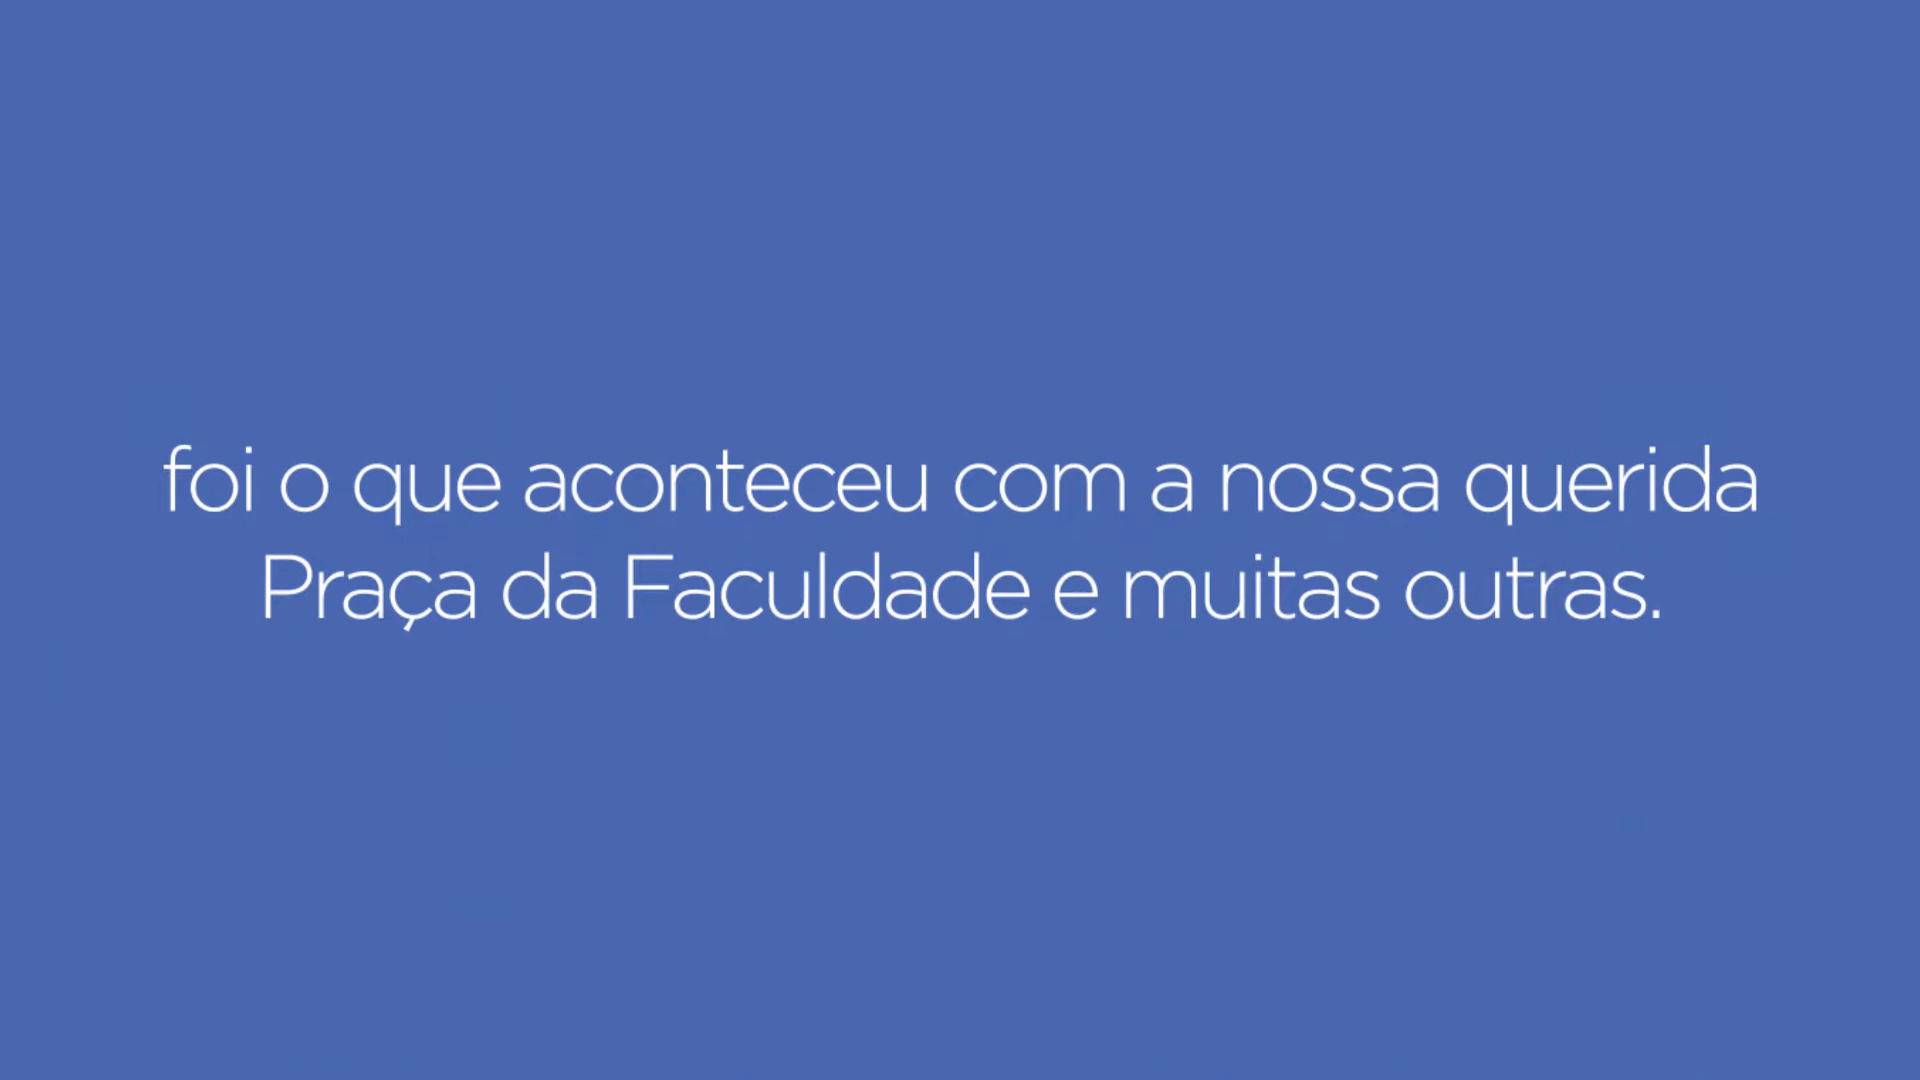 foi o que aconteceu com a nossa querida
Praça da Faculdade e muitas outras.